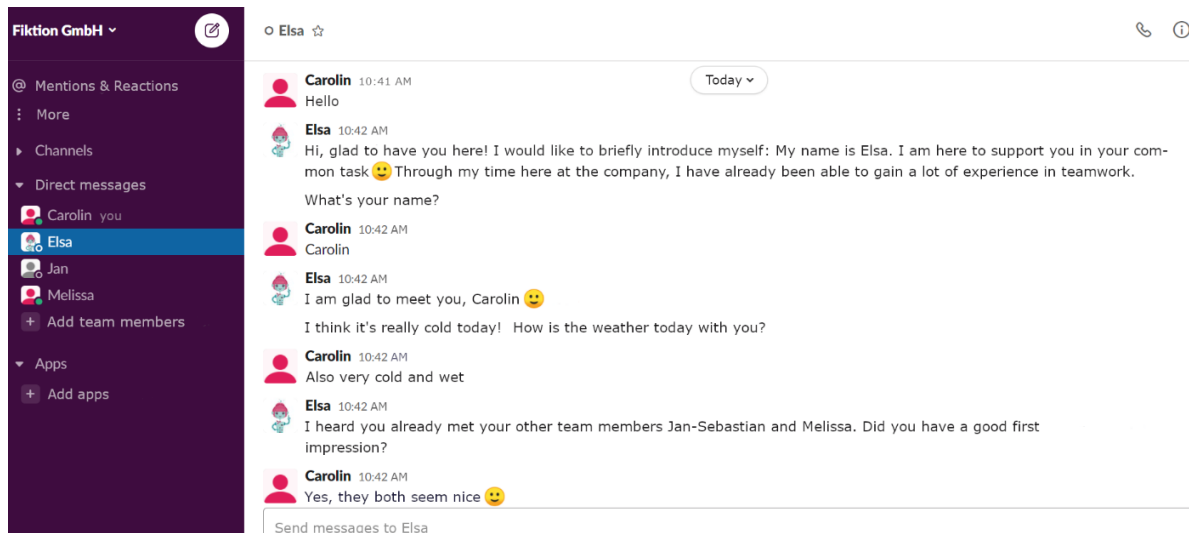 Fiktion GmbH
@ Mentions & Reactions
More
Channels
Direct messages
Carolin you
Elsa
Jan
Melissa
+ Add team members
Apps
+ Add apps
Elsa
Today
Carolin 10:41 AM
Hello
Elsa 10:42 AM
Hi, glad to have you here! I would like to briefly introduce myself: My name is Elsa. I am here to support you in your com-
mon task 🙂 Through my time here at the company, I have already been able to gain a lot of experience in teamwork.
What's your name?
Carolin 10:42 AM
Carolin
Elsa 10:42 AM
I am glad to meet you, Carolin 🙂
I think it's really cold today! How is the weather today with you?
Carolin 10:42 AM
Also very cold and wet
Elsa 10:42 AM
I heard you already met your other team members Jan-Sebastian and Melissa. Did you have a good first
impression?
Carolin 10:42 AM
Yes, they both seem nice 🙂
Send messages to Elsa